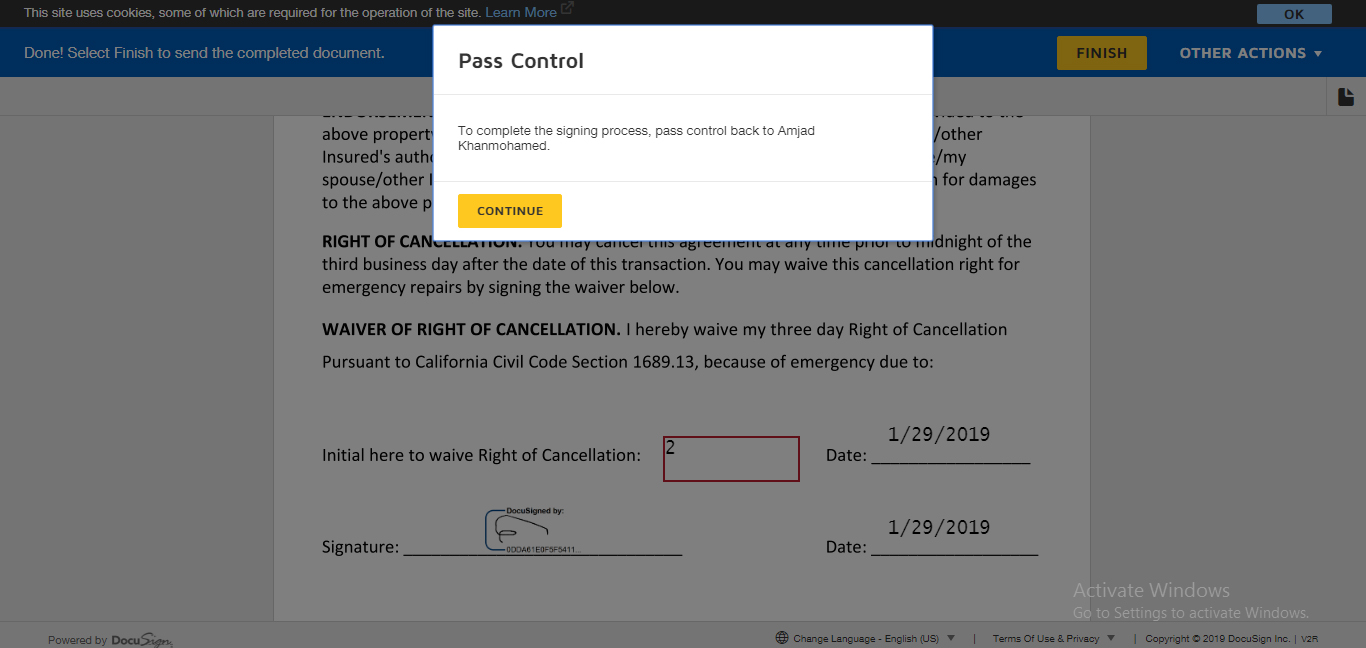 This site uses cookies, some of which are required for the operation of the site. Learn More
OK
Done! Select Finish to send the completed document.
FINISH
OTHER ACTIONS
Pass Control
To complete the signing process, pass control back to Amjad
Khanmohamed.
CONTINUE
above property
/other
Insured's
/my
spouse/other
for damages
to the above
RIGHT OF CANCELLATION. You may cancel this agreement at any time prior to midnight of the
third business day after the date of this transaction. You may waive this cancellation right for
emergency repairs by signing the waiver below.
WAIVER OF RIGHT OF CANCELLATION. I hereby waive my three day Right of Cancellation
Pursuant to California Civil Code Section 1689.13, because of emergency due to:
Initial here to waive Right of Cancellation:
2
Date: 1/29/2019
DocuSigned by:
0DDA61E0F5F5411...
Signature:
Date: 1/29/2019
Activate Windows
Go to Settings to activate Windows.
Powered by DocuSign
Change Language - English (US) | Terms Of Use & Privacy | Copyright © 2019 DocuSign Inc. | V2R